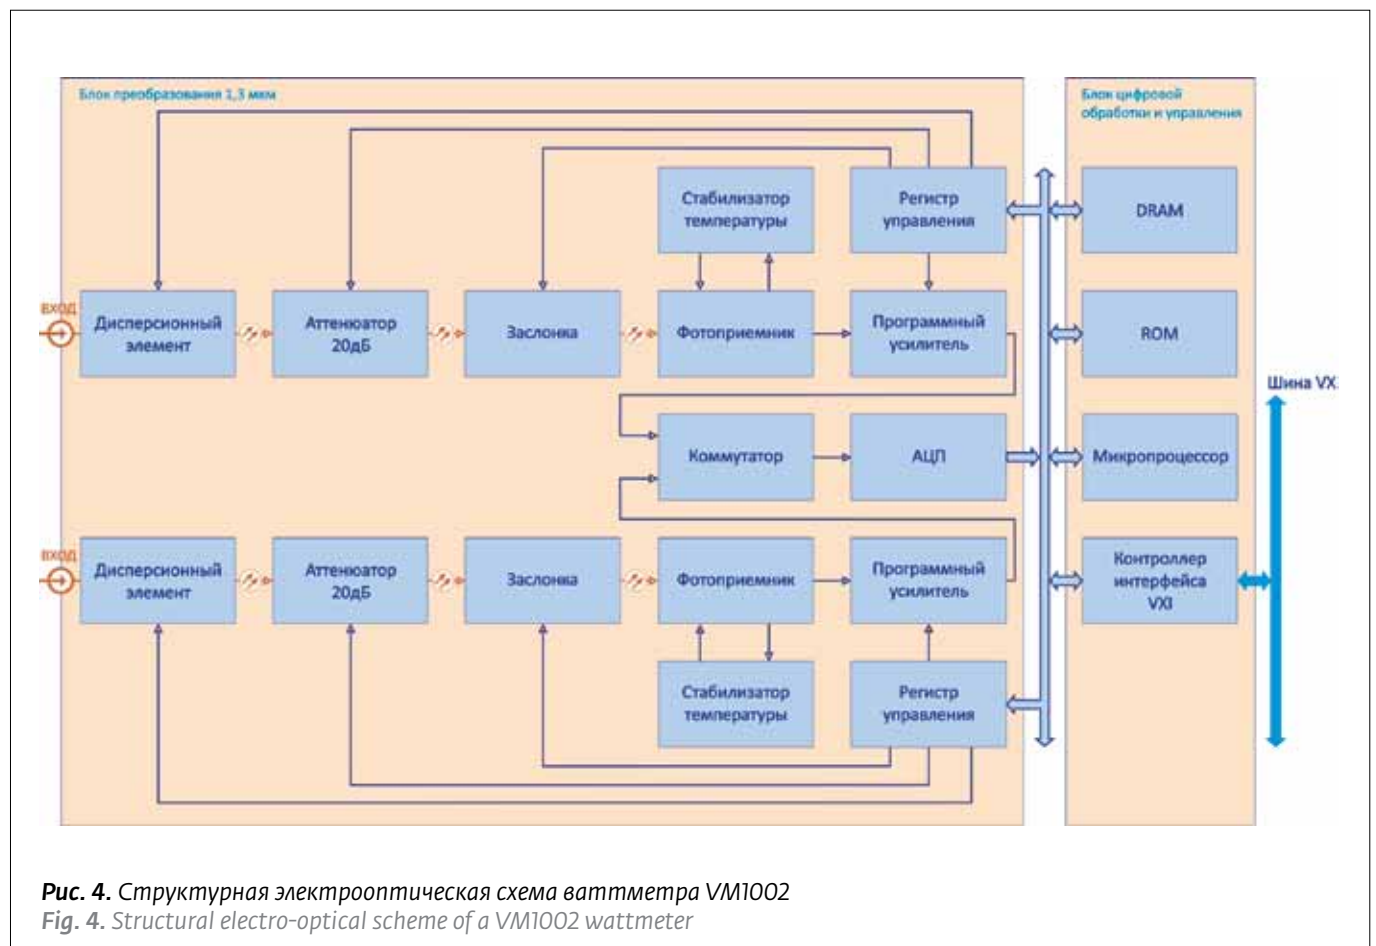 Блок преобразования 1,3 мкм
Блок цифровой
обработки и управления
Стабилизатор
температуры
Регистр
управления
DRAM
ВХОД
Дисперсионный
элемент
Аттенюатор
20дБ
Заслонка
Фотоприемник
Программный
усилитель
ROM
Шина VX
Коммутатор
АЦП
Микропроцессор
ВХОД
Дисперсионный
элемент
Аттенюатор
20дБ
Заслонка
Фотоприемник
Программный
усилитель
Контроллер
интерфейса
VXI
Стабилизатор
температуры
Регистр
управления
Рис. 4. Структурная электрооптическая схема ваттметра VM1002
Fig. 4. Structural electro-optical scheme of a VM1002 wattmeter